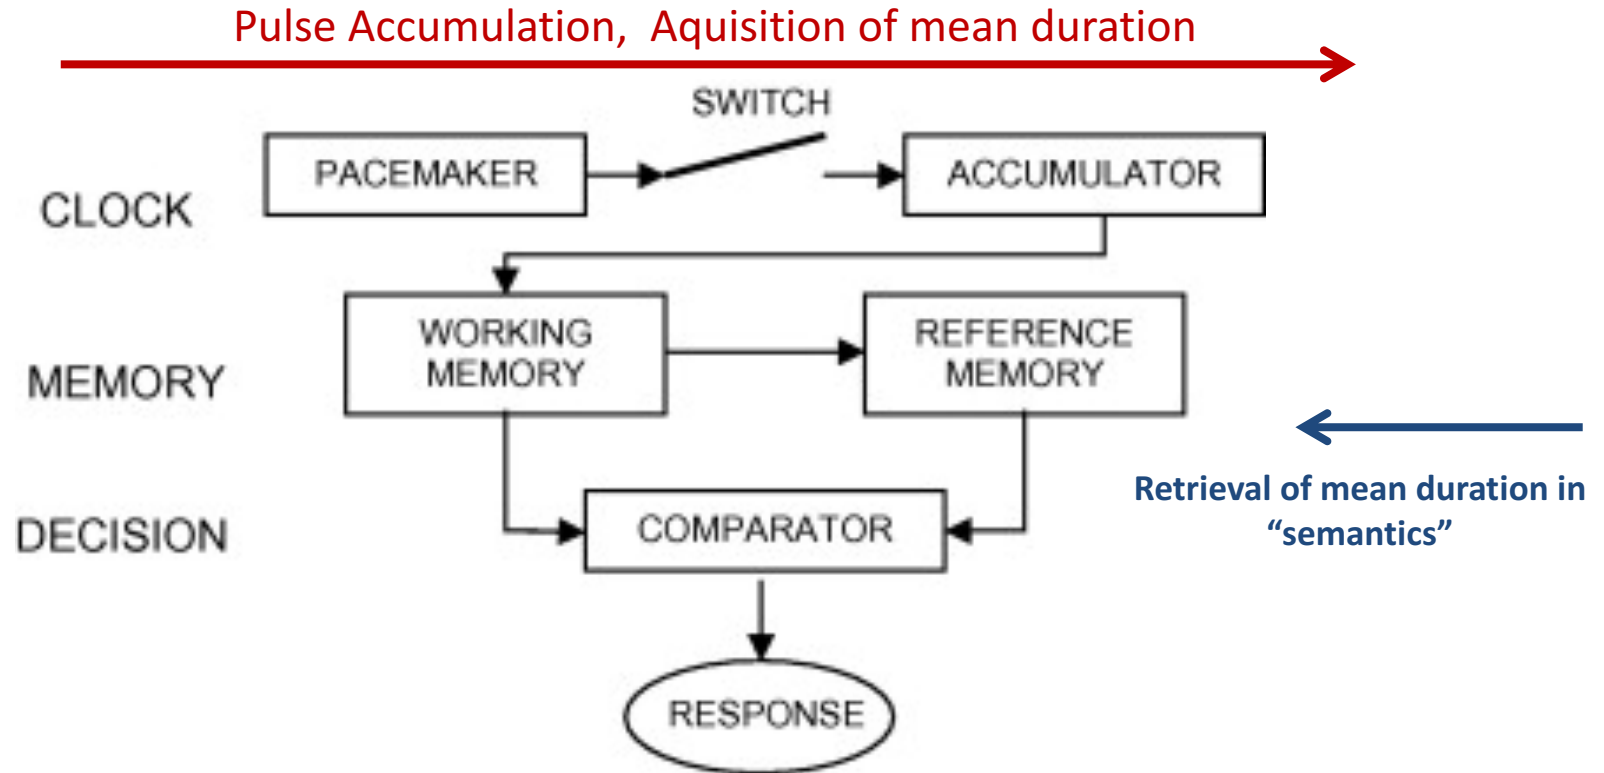 Pulse Accumulation,  Aquisition of mean duration
SWITCH
PACEMAKER
ACCUMULATOR
CLOCK
WORKING
MEMORY
REFERENCE
MEMORY
MEMORY
Retrieval of mean duration in
“semantics”
DECISION
COMPARATOR
RESPONSE